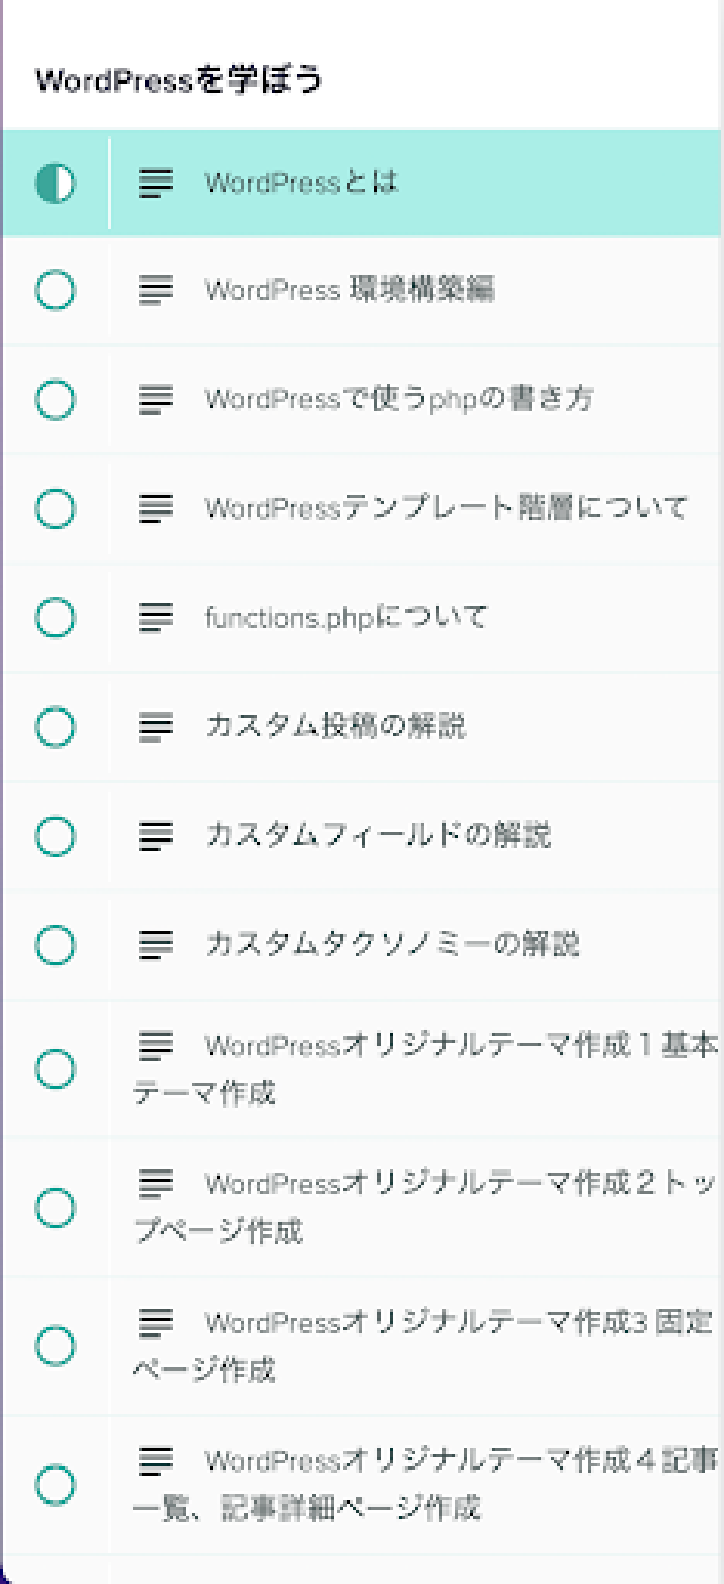 WordPressを学ぼう
WordPressとは
WordPress 環境構築編
WordPressで使うphpの書き方
WordPressテンプレート階層について
functions.phpについて
カスタム投稿の解説
カスタムフィールドの解説
カスタムタクソノミーの解説
WordPressオリジナルテーマ作成１基本
テーマ作成
WordPressオリジナルテーマ作成２トッ
プページ作成
WordPressオリジナルテーマ作成3 固定
ページ作成
WordPressオリジナルテーマ作成４記事
一覧、記事詳細ページ作成